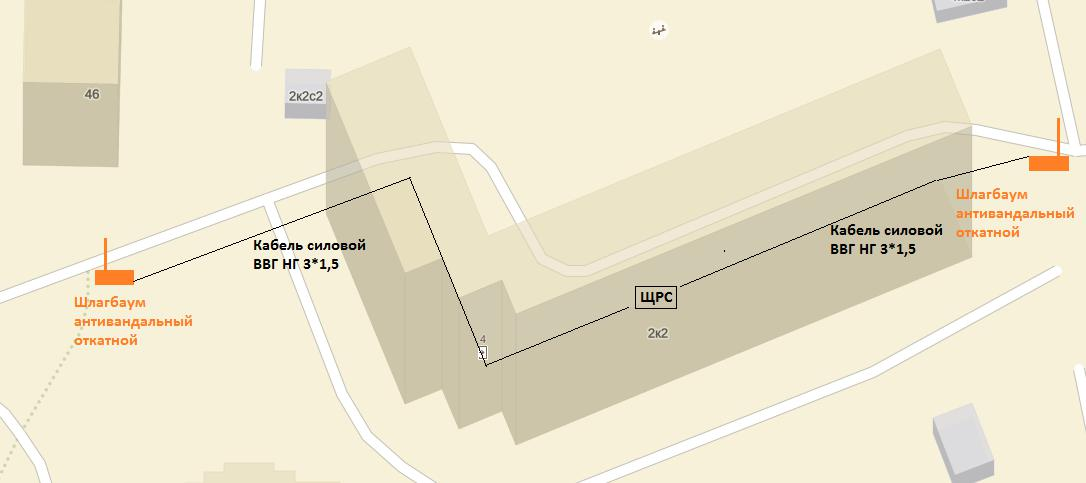 46
2к2с2
Кабель силовой
ВВГ НГ 3*1,5
Шлагбаум
антивандальный
откатной
Кабель силовой
ВВГ НГ 3*1,5
Шлагбаум
антивандальный
откатной
ЩРС
2к2
4